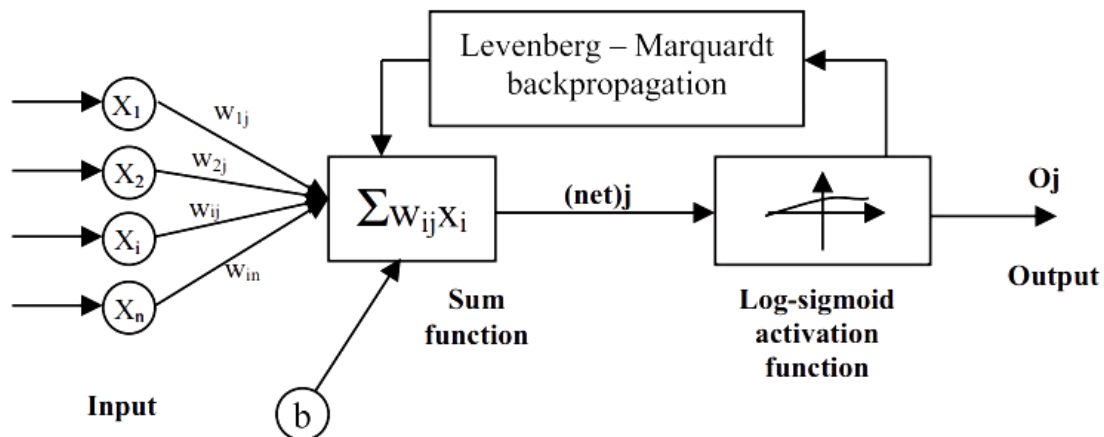 Levenberg – Marquardt
backpropagation
X1
w1j
X2
w2j
Xi
wij
Xn
win
∑wijxi
(net)j
Oj
Output
Sum
function
Log-sigmoid
activation
function
Input
b